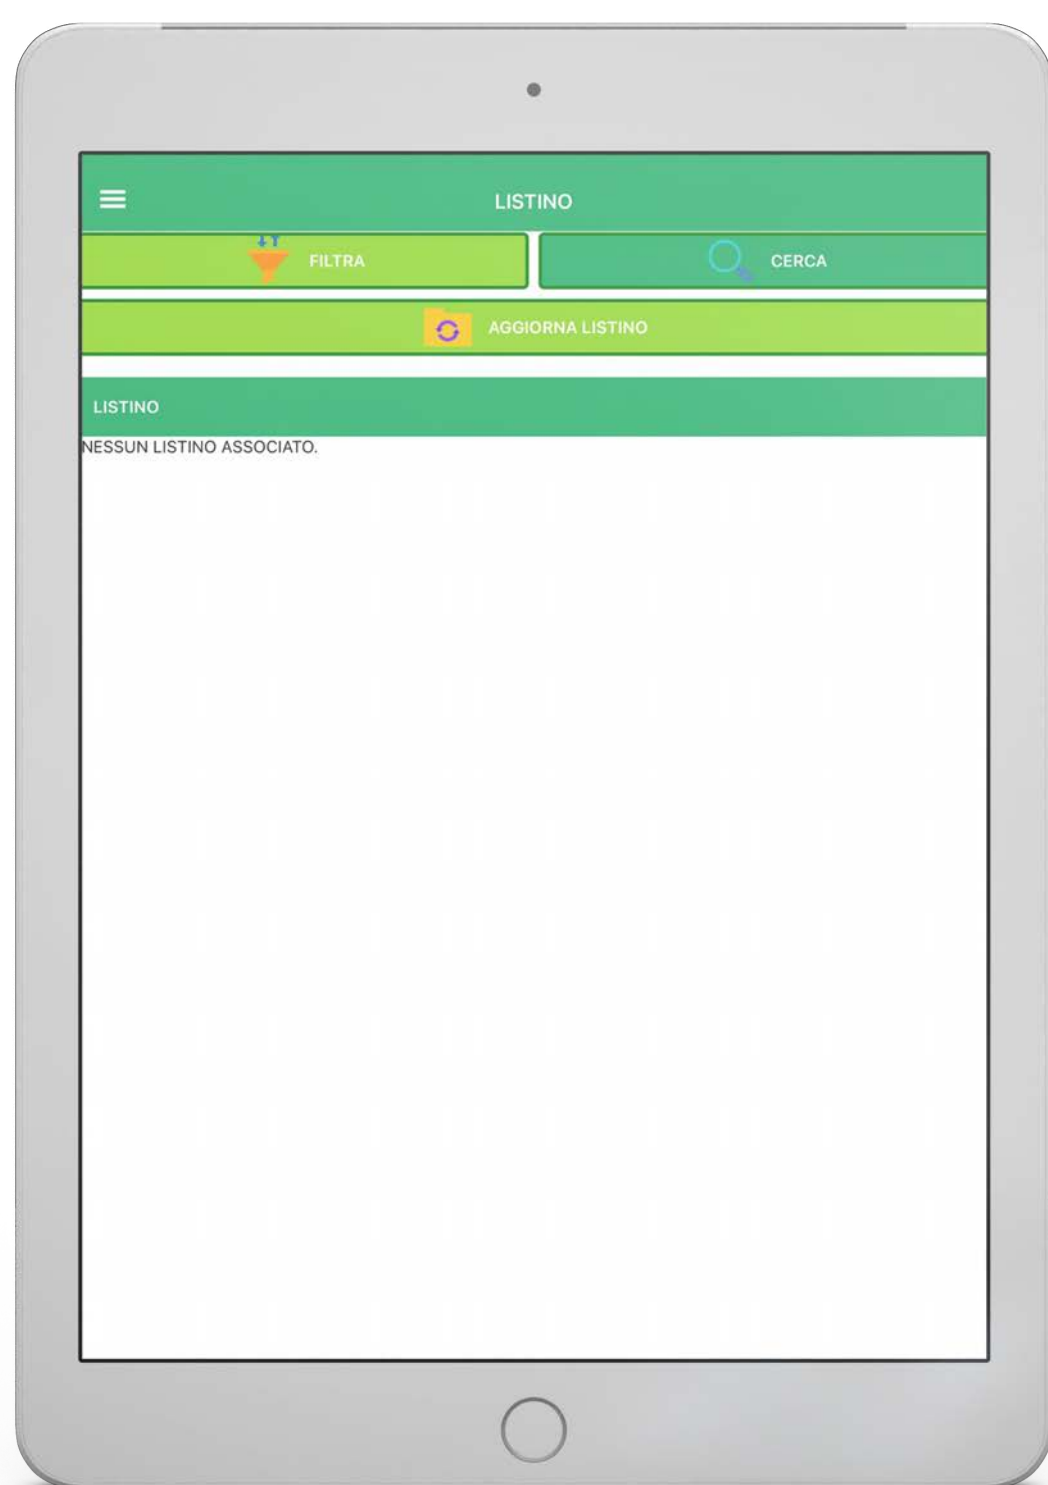 LISTINO
FILTRA
CERCA
AGGIORNA LISTINO
LISTINO
NESSUN LISTINO ASSOCIATO.